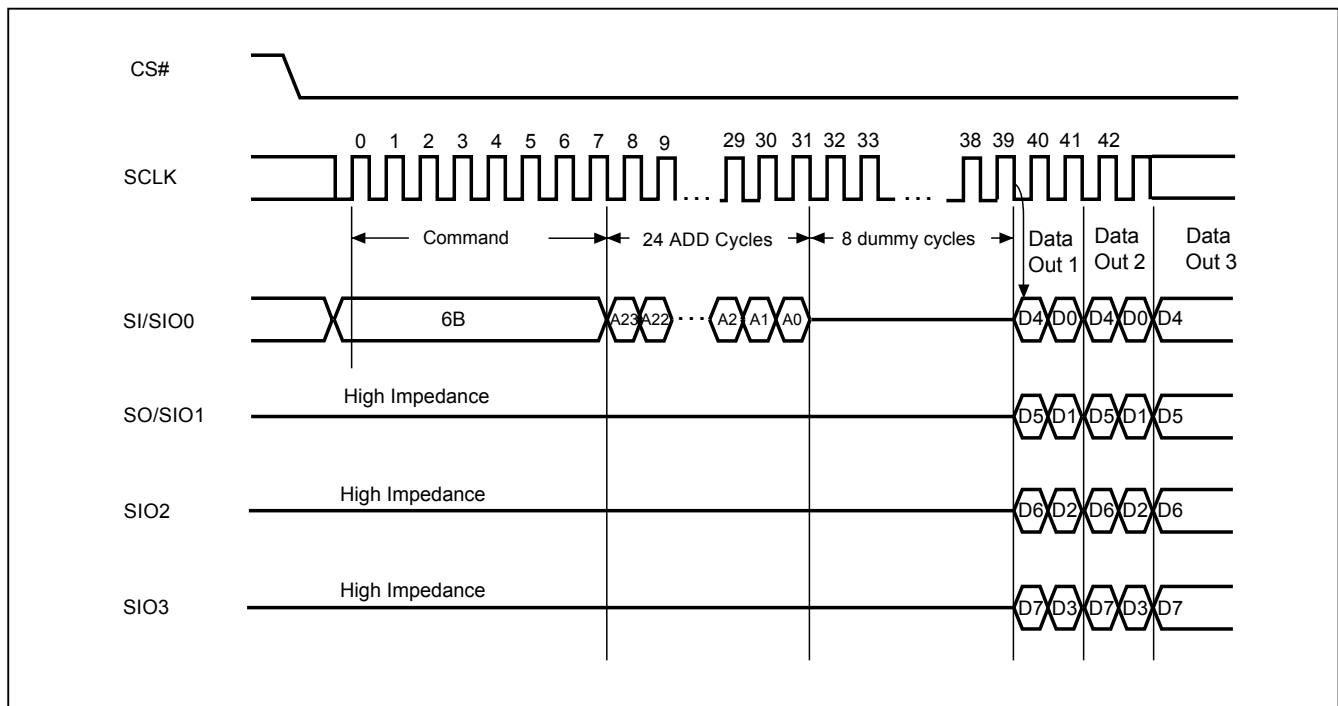 CS#
0 1 2 3 4 5 6 7 8 9 29 30 31 32 33 38 39 40 41 42
SCLK
· · · · · ·
Command 24 ADD Cycles 8 dummy cycles Data Out 1 Data Out 2 Data Out 3
SI/SIO0 6B A23 A22 · · · · A2 A1 A0 D4 D0 D4 D0 D4
High Impedance
SO/SIO1 D5 D1 D5 D1 D5
High Impedance
SIO2 D6 D2 D6 D2 D6
High Impedance
SIO3 D7 D3 D7 D3 D7